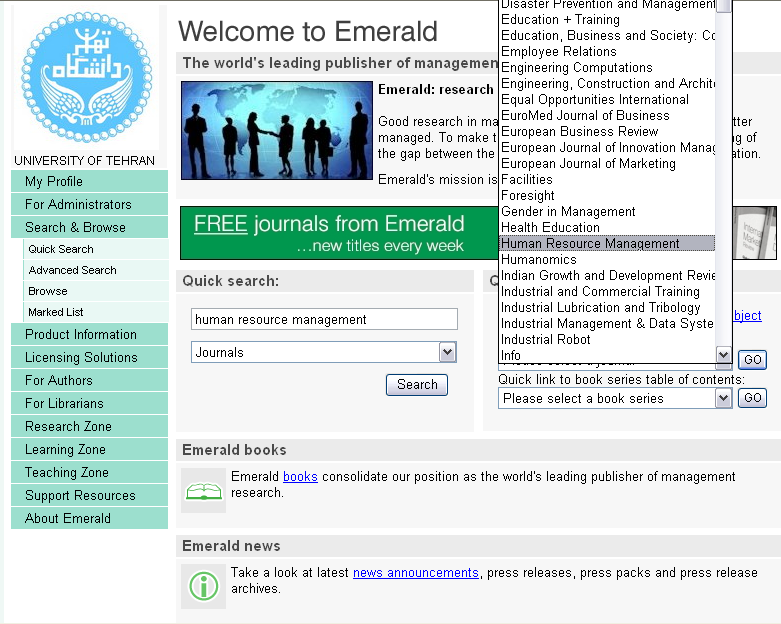 تهران
دانشگاه
UNIVERSITY OF TEHRAN
My Profile
For Administrators
Search & Browse
Quick Search
Advanced Search
Browse
Marked List
Product Information
Licensing Solutions
For Authors
For Librarians
Research Zone
Learning Zone
Teaching Zone
Support Resources
About Emerald
Welcome to Emerald
The world's leading publisher of managemen
Emerald: research
Good research in ma
managed. To make t
the gap between the
Emerald's mission is
tter
ng of
ation.
FREE journals from Emerald
...new titles every week
Quick search:
human resource management
Journals
Search
Disaster Prevention and Management
Education + Training
Education, Business and Society: Co
Employee Relations
Engineering Computations
Engineering, Construction and Archite
Equal Opportunities International
EuroMed Journal of Business
European Business Review
European Journal of Innovation Manag
European Journal of Marketing
Facilities
Foresight
Gender in Management
Health Education
Human Resource Management
Humanomics
Indian Growth and Development Revie
Industrial and Commercial Training
Industrial Lubrication and Tribology
Industrial Management & Data Syste
Industrial Robot
Info
bject
GO
Quick link to book series table of contents:
Please select a book series
GO
Emerald books
Emerald books consolidate our position as the world's leading publisher of management
research.
Emerald news
Take a look at latest news announcements, press releases, press packs and press release
archives.